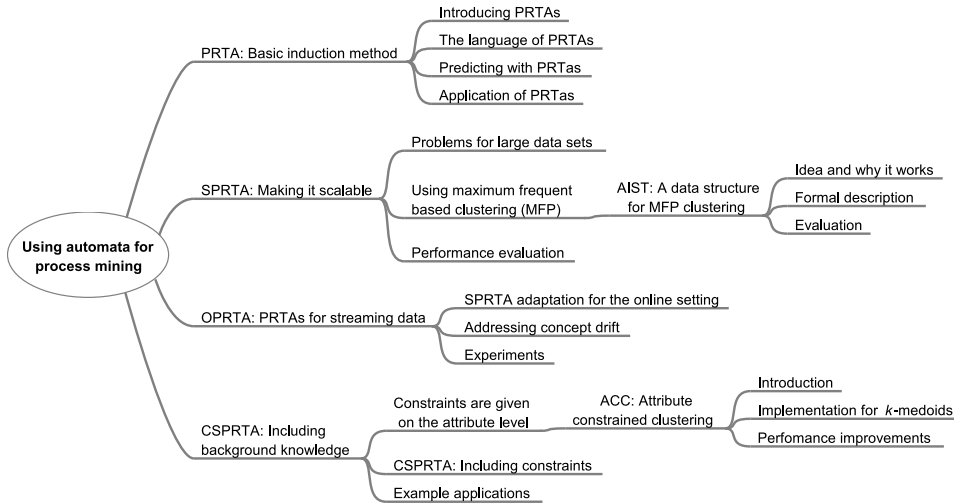 Using automata for
process mining
PRTA: Basic induction method
Introducing PRTAs
The language of PRTAs
Predicting with PRTas
Application of PRTas
SPRTA: Making it scalable
Problems for large data sets
Using maximum frequent
based clustering (MFP)
AIST: A data structure
for MFP clustering
Idea and why it works
Formal description
Evaluation
Performance evaluation
OPRTA: PRTAs for streaming data
SPRTA adaptation for the online setting
Addressing concept drift
Experiments
CSPRTA: Including
background knowledge
Constraints are given
on the attribute level
ACC: Attribute
constrained clustering
Introduction
Implementation for k-medoids
Perfomance improvements
CSPRTA: Including constraints
Example applications